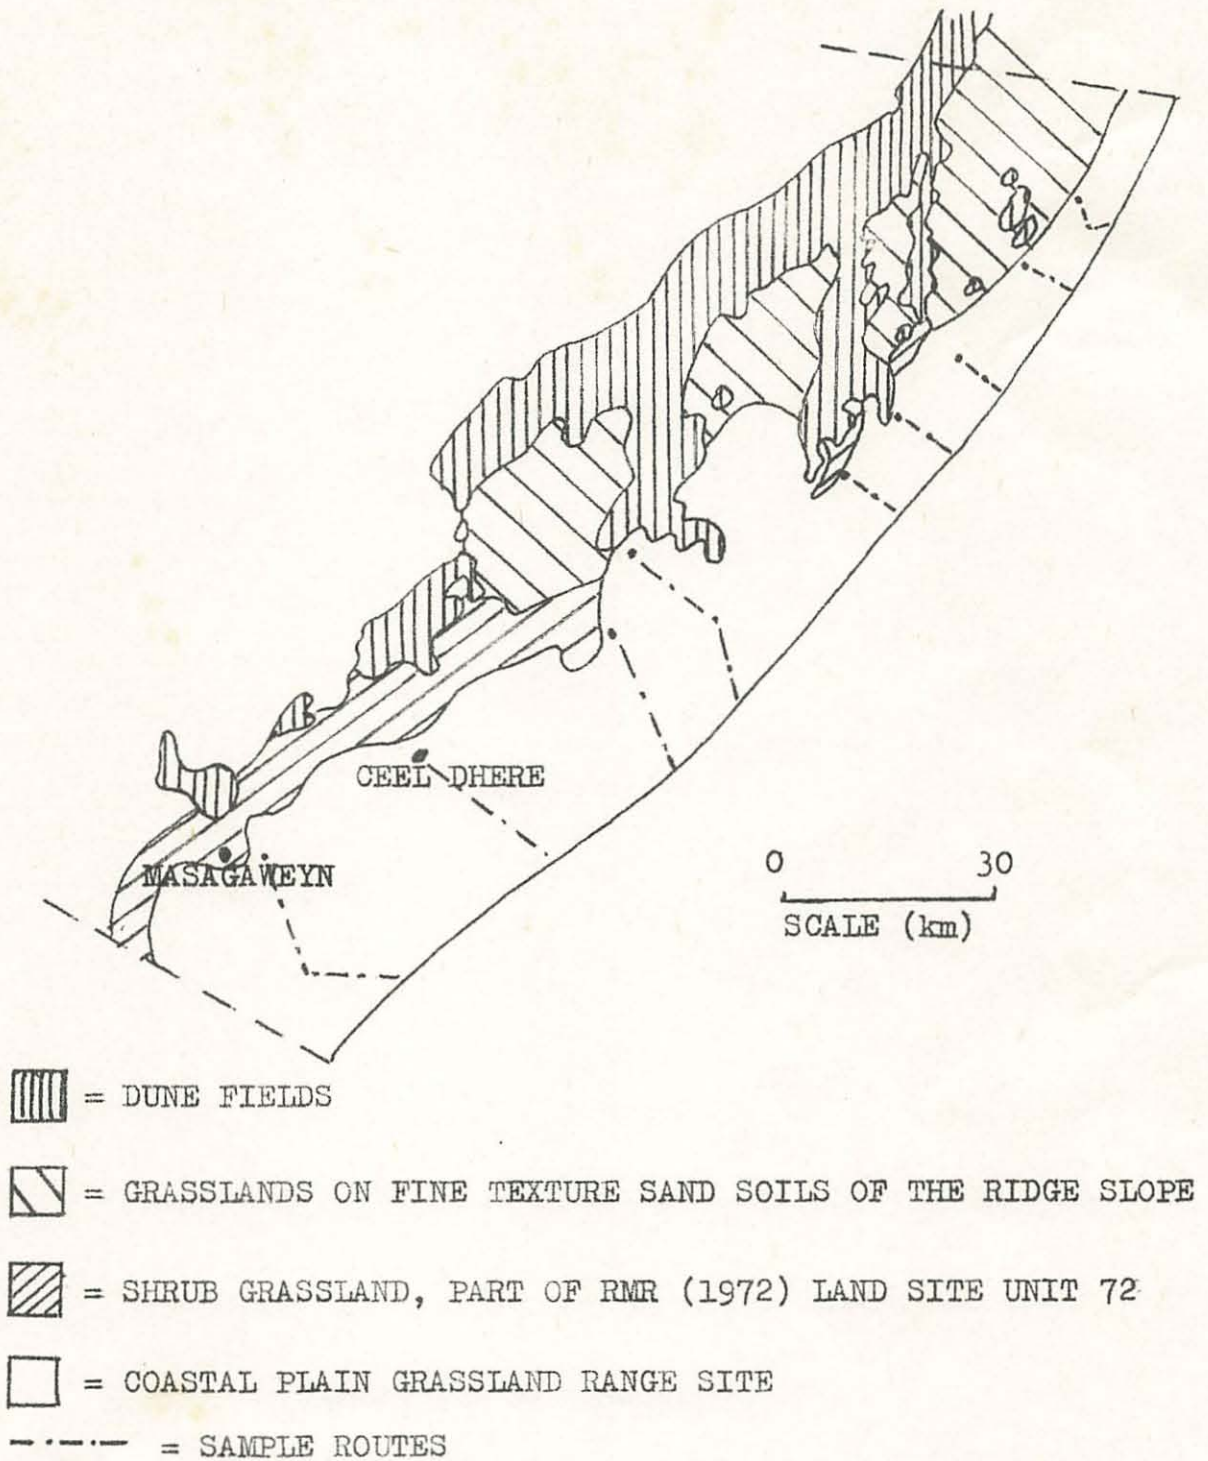 CEEL DHERE
MASAGAWEYN
0 30
SCALE (km)
= DUNE FIELDS
= GRASSLANDS ON FINE TEXTURE SAND SOILS OF THE RIDGE SLOPE
= SHRUB GRASSLAND, PART OF RMR (1972) LAND SITE UNIT 72
= COASTAL PLAIN GRASSLAND RANGE SITE
= SAMPLE ROUTES